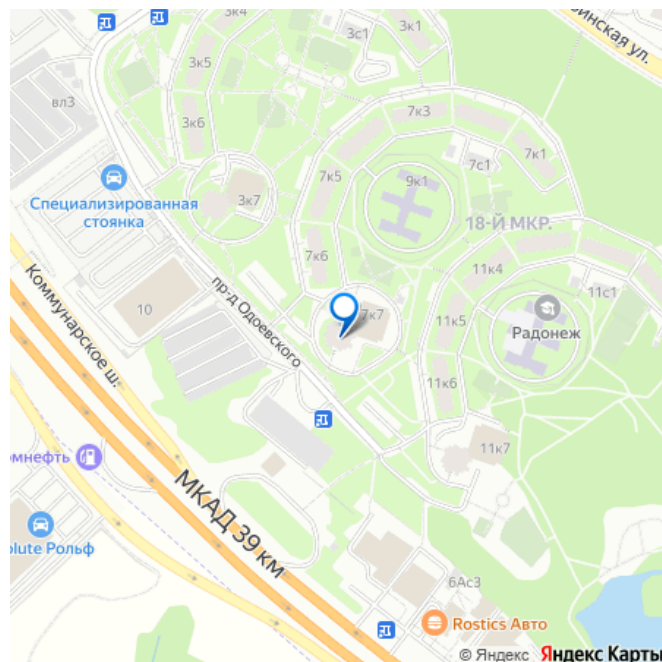 3к4
3с1
3к1
винская ул.
3к5
вл3
3к6
7к3
7с1
7к1
7к5
9к1
Специализированная
стоянка
3к7
18-Й МКР.
7к6
пр-д Одоевского
Коммунарское ш.
10
7к7
11к4
11с1
11к5
Радонеж
11к6
11к7
омнефть
МКАД 39 км
olute Рольф
6Ас3
Rostics Авто
© Яндекс Яндекс Карты